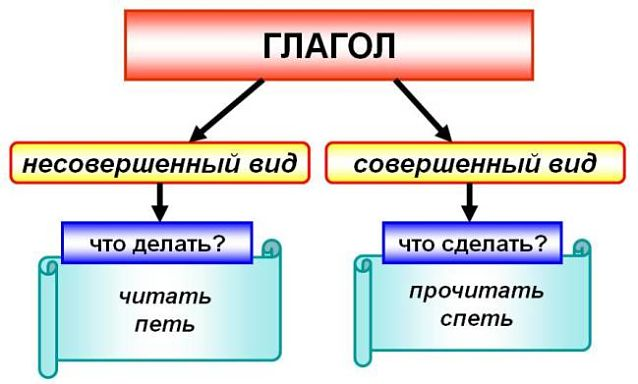 ГЛАГОЛ
несовершенный вид
совершенный вид
что делать?
что сделать?
читать
петь
прочитать
спеть